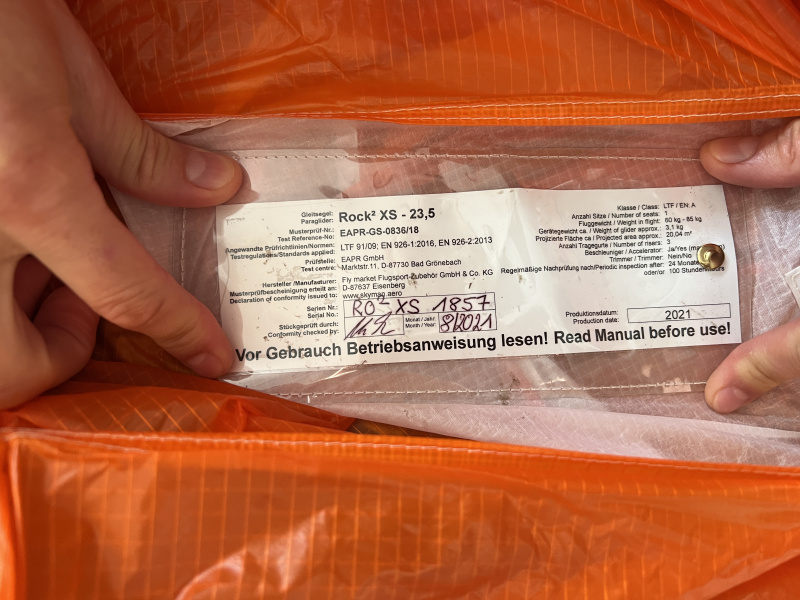 Gleitsegel:
Paraglider: Rock² XS - 23,5
Musterprüf-Nr.:
Test Reference-No: EAPR-GS-0836/18
Angewandte Prüfrichtlinien/Normen:
Testregulations/Standards applied: LTF 91/09; EN 926-1:2016, EN 926-2:2013
Prüfstelle: EAPR GmbH
Test centre: Marktstr.11, D-87730 Bad Grönebach
Hersteller / Manufacturer: Fly market Flugsport-Zubehör GmbH & Co. KG
Musterprüfbescheinigung erteilt an: D-87637 Eisenberg
Declaration of conformity issued to: www.skyman.aero
Serien Nr.:
Serial No.: RO² XS 1857
Stückgeprüft durch:
Conformity checked by:
Monat / Jahr:
Month / Year: 8/2021
Klasse / Class: LTF / EN: A
Anzahl Sitze / Number of seats: 1
Fluggewicht / Weight in flight: 60 kg - 85 kg
Gerätegewicht ca. / Weight of glider approx.: 3,1 kg
Projizierte Fläche ca / Projected area approx.: 20,04 m²
Anzahl Tragegurte / Number of risers: 3
Beschleuniger / Accelerator: Ja/Yes
Trimmer / Trimmer: Nein/No
Regelmäßige Nachprüfung nach/Periodic inspection after: 24 Monate
oder/or 100 Stunden
Produktionsdatum:
Production date: 2021
Vor Gebrauch Betriebsanweisung lesen! Read Manual before use!